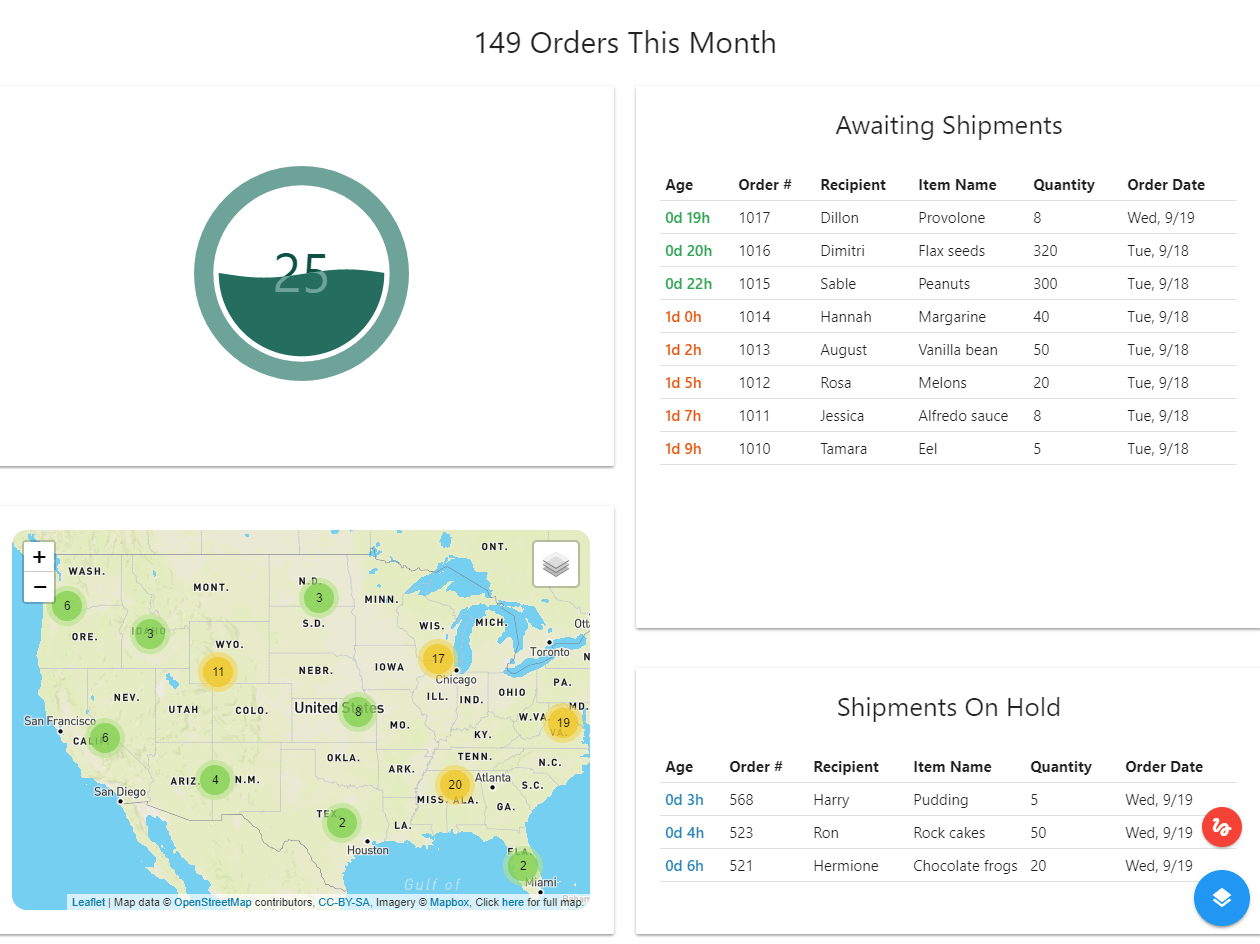 149 Orders This Month
25
Awaiting Shipments
Age Order # Recipient Item Name Quantity Order Date
0d 19h 1017 Dillon Provolone 8 Wed, 9/19
0d 20h 1016 Dimitri Flax seeds 320 Tue, 9/18
0d 22h 1015 Sable Peanuts 300 Tue, 9/18
1d 0h 1014 Hannah Margarine 40 Tue, 9/18
1d 2h 1013 August Vanilla bean 50 Tue, 9/18
1d 5h 1012 Rosa Melons 20 Tue, 9/18
1d 7h 1011 Jessica Alfredo sauce 8 Tue, 9/18
1d 9h 1010 Tamara Eel 5 Tue, 9/18
+
−
ONT.
WASH.
MONT.
N.D.
3
MINN.
6
S.D.
WIS.
MICH.
Ott
ORE.
IDAHO
3
WYO.
Toronto
N
11
NEBR.
IOWA
17
Chicago
PA.
NEV.
UTAH
COLO.
United States
8
ILL.
IND.
OHIO
MD.
San Francisco
CALIF.
6
MO.
KY.
W.VA.
19
VA.
OKLA.
TENN.
N.C.
ARIZ.
4
N.M.
ARK.
20
Atlanta
S.C.
San Diego
MISS.
ALA.
GA.
TEX.
2
LA.
Houston
FLA.
2
Gulf of
Miami
Leaflet | Map data © OpenStreetMap contributors, CC-BY-SA, Imagery © Mapbox, Click here for full map.
Shipments On Hold
Age Order # Recipient Item Name Quantity Order Date
0d 3h 568 Harry Pudding 5 Wed, 9/19
0d 4h 523 Ron Rock cakes 50 Wed, 9/19
0d 6h 521 Hermione Chocolate frogs 20 Wed, 9/19